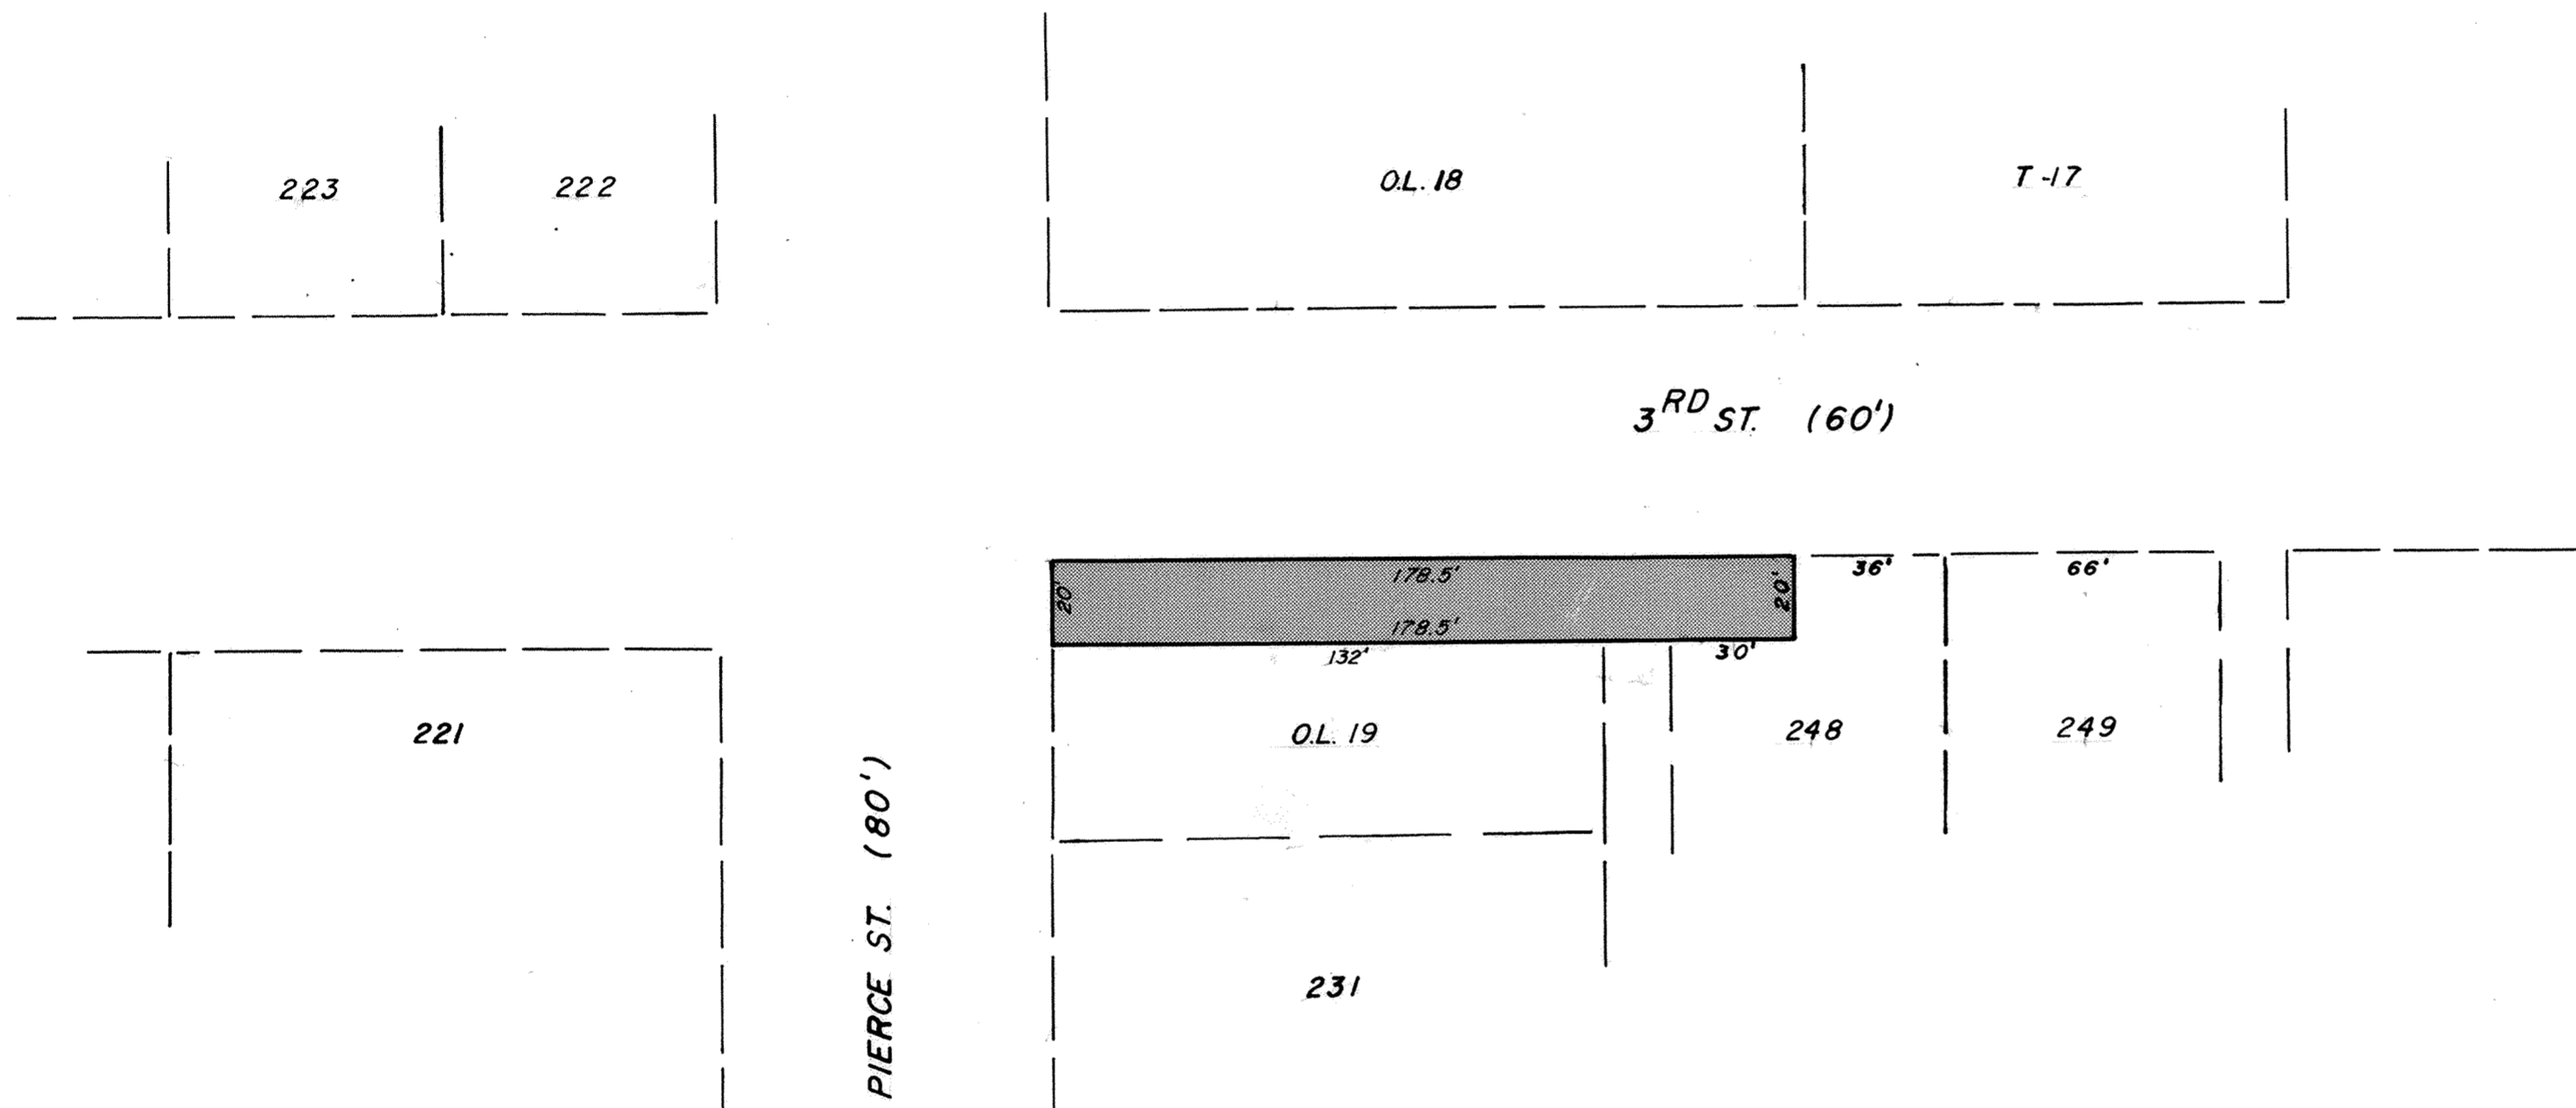 223
222
O.L. 18
T-17
3RD ST. (60')
178.5'
20'
20'
178.5'
36'
66'
132'
30'
221
O.L. 19
248
249
PIERCE ST. (80')
231